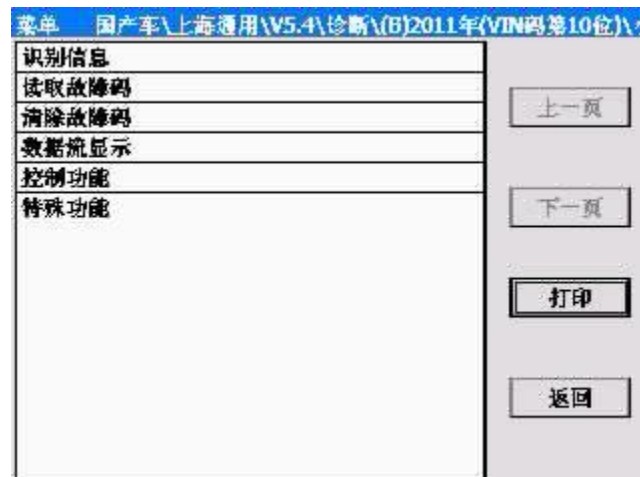 菜单 国产车\上海通用\V5.4\诊断\(B)2011年(VIN码第10位)\
识别信息
读取故障码
清除故障码
数据流显示
控制功能
特殊功能
上一页
下一页
打印
返回